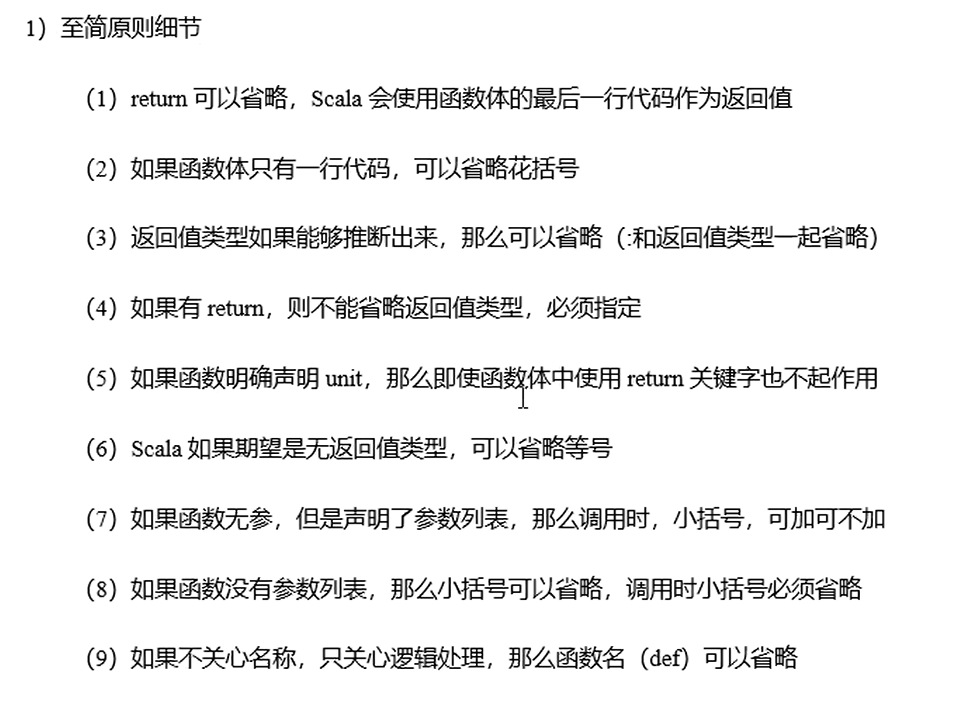 1）至简原则细节
（1）return 可以省略，Scala 会使用函数体的最后一行代码作为返回值
（2）如果函数体只有一行代码，可以省略花括号
（3）返回值类型如果能够推断出来，那么可以省略（:和返回值类型一起省略）
（4）如果有 return，则不能省略返回值类型，必须指定
（5）如果函数明确声明 unit，那么即使函数体中使用 return 关键字也不起作用
（6）Scala 如果期望是无返回值类型，可以省略等号
（7）如果函数无参，但是声明了参数列表，那么调用时，小括号，可加可不加
（8）如果函数没有参数列表，那么小括号可以省略，调用时小括号必须省略
（9）如果不关心名称，只关心逻辑处理，那么函数名（def）可以省略